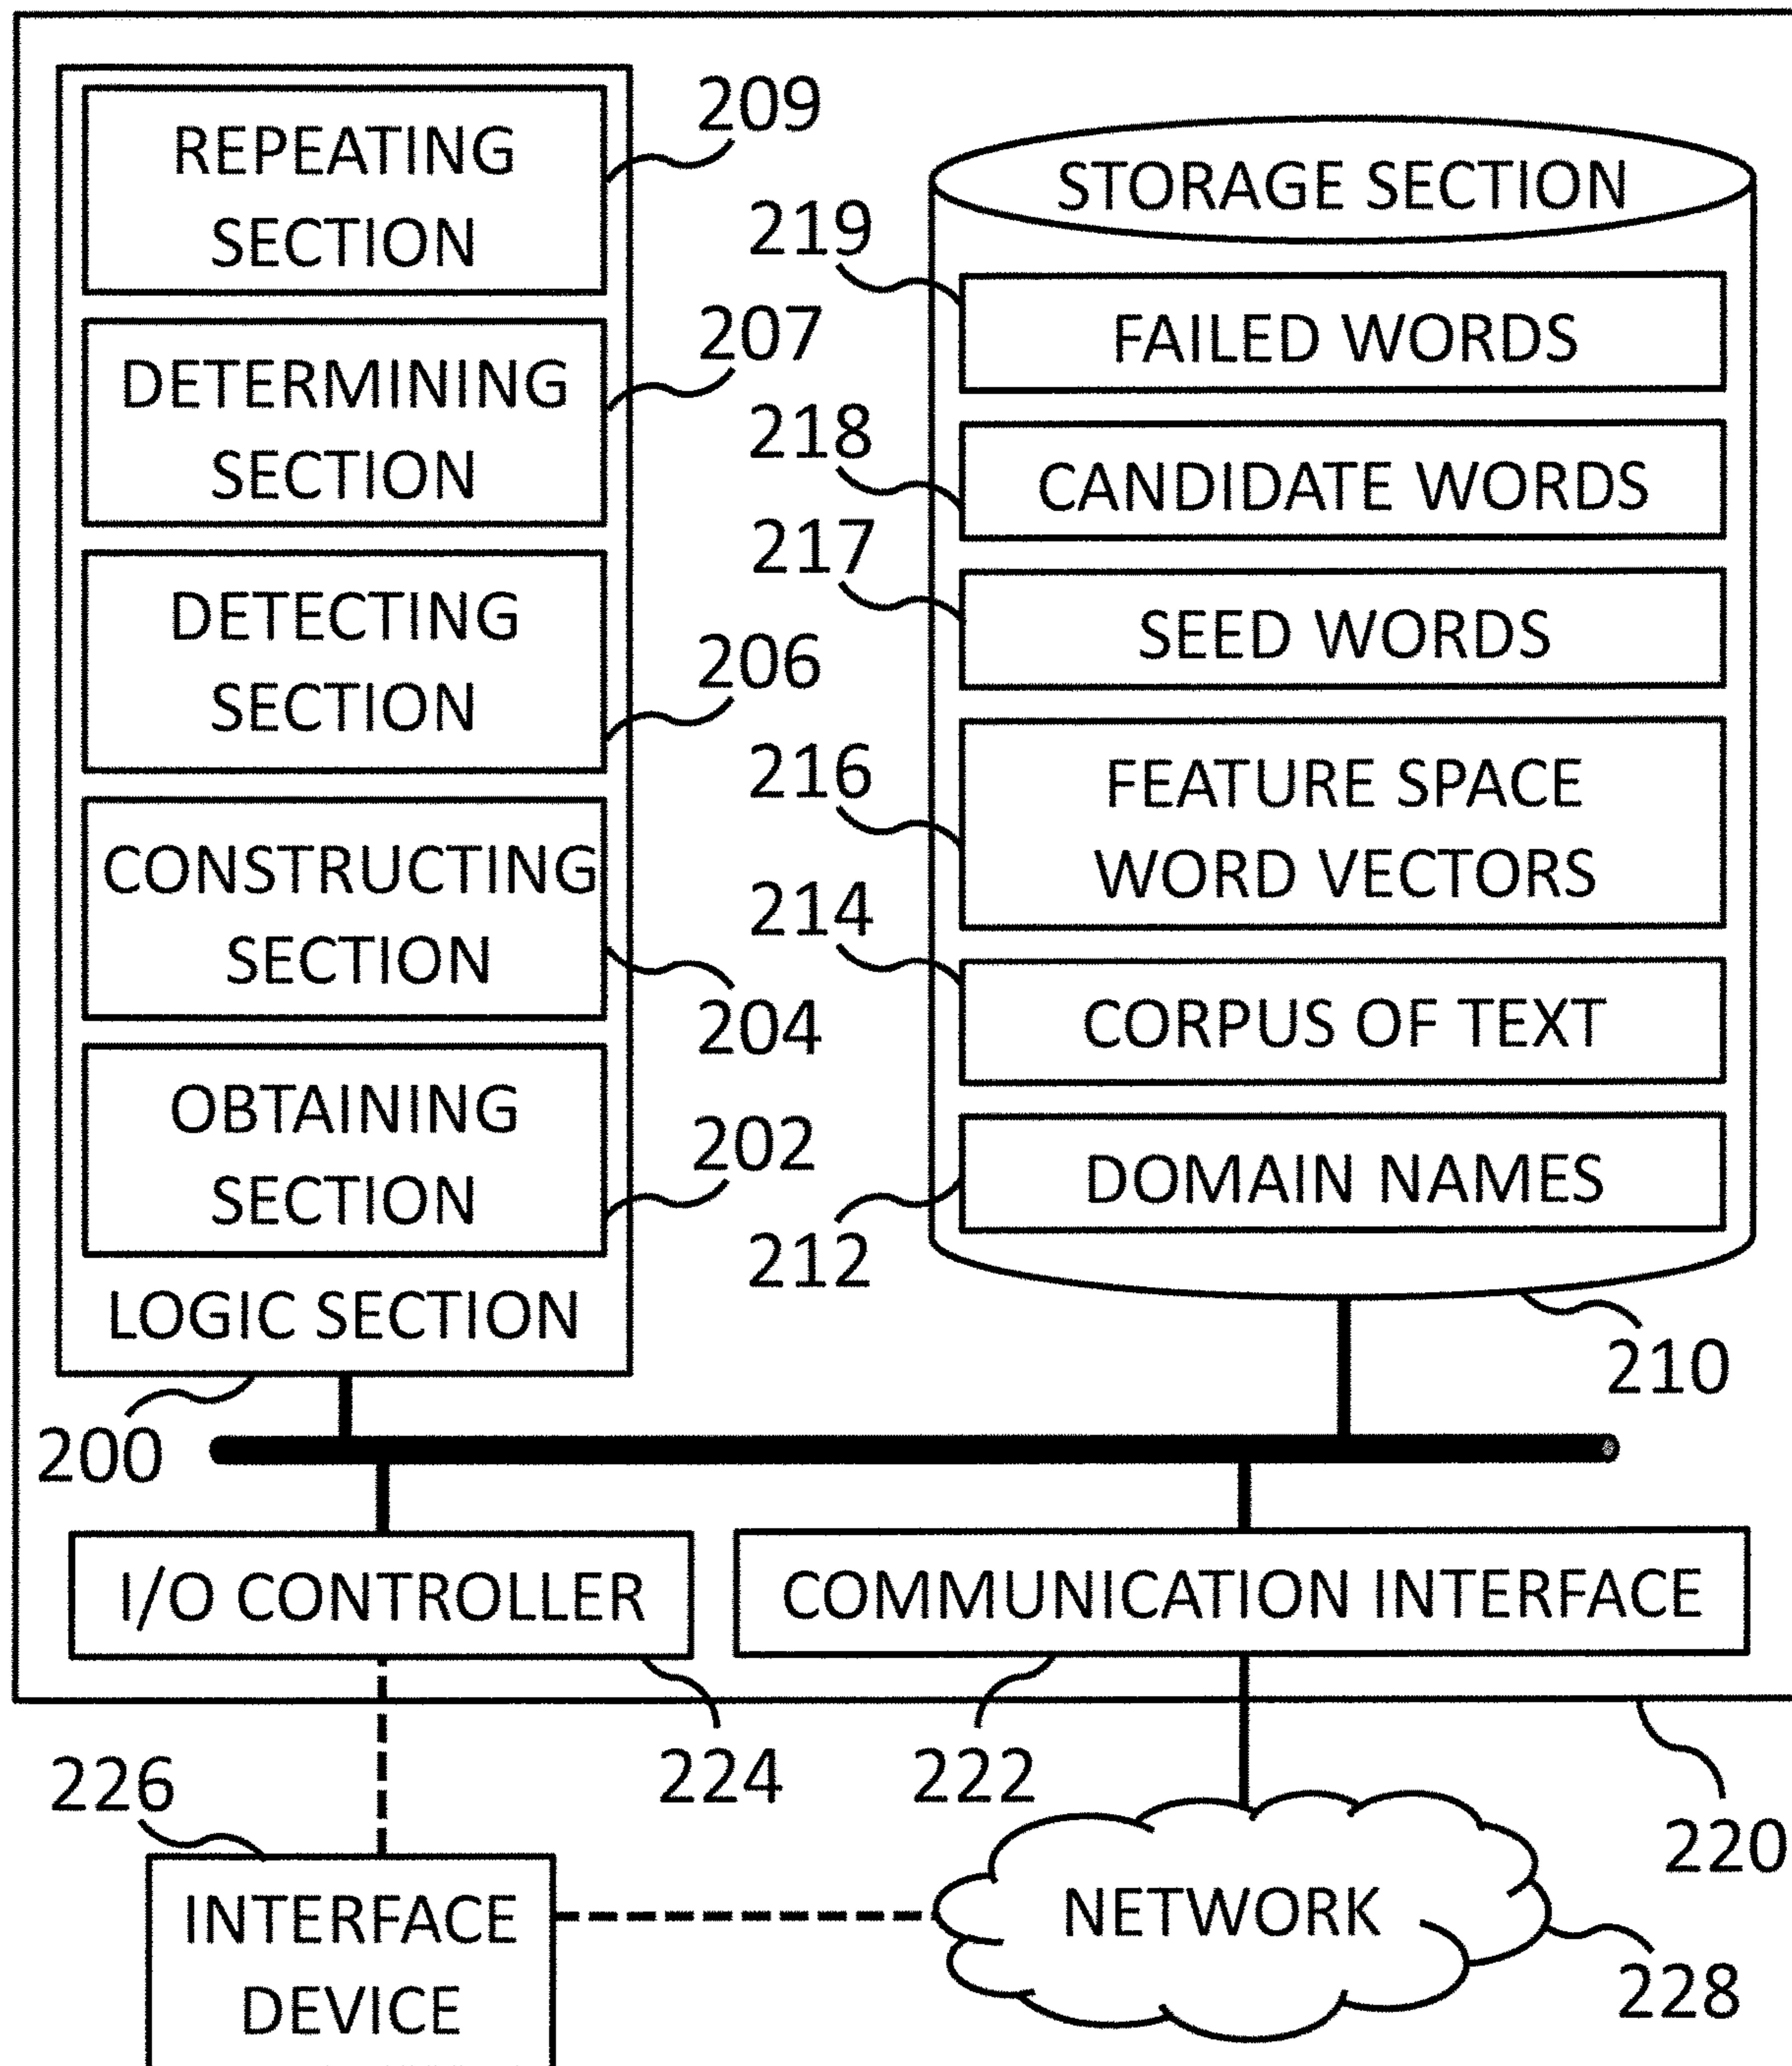 REPEATING
SECTION
209
DETERMINING
SECTION
207
DETECTING
SECTION
206
CONSTRUCTING
SECTION
204
OBTAINING
SECTION
202
LOGIC SECTION
200
STORAGE SECTION
219
FAILED WORDS
218
CANDIDATE WORDS
217
SEED WORDS
216
FEATURE SPACE
WORD VECTORS
214
CORPUS OF TEXT
DOMAIN NAMES
212
210
I/O CONTROLLER
COMMUNICATION INTERFACE
224
222
220
226
INTERFACE
DEVICE
NETWORK
228